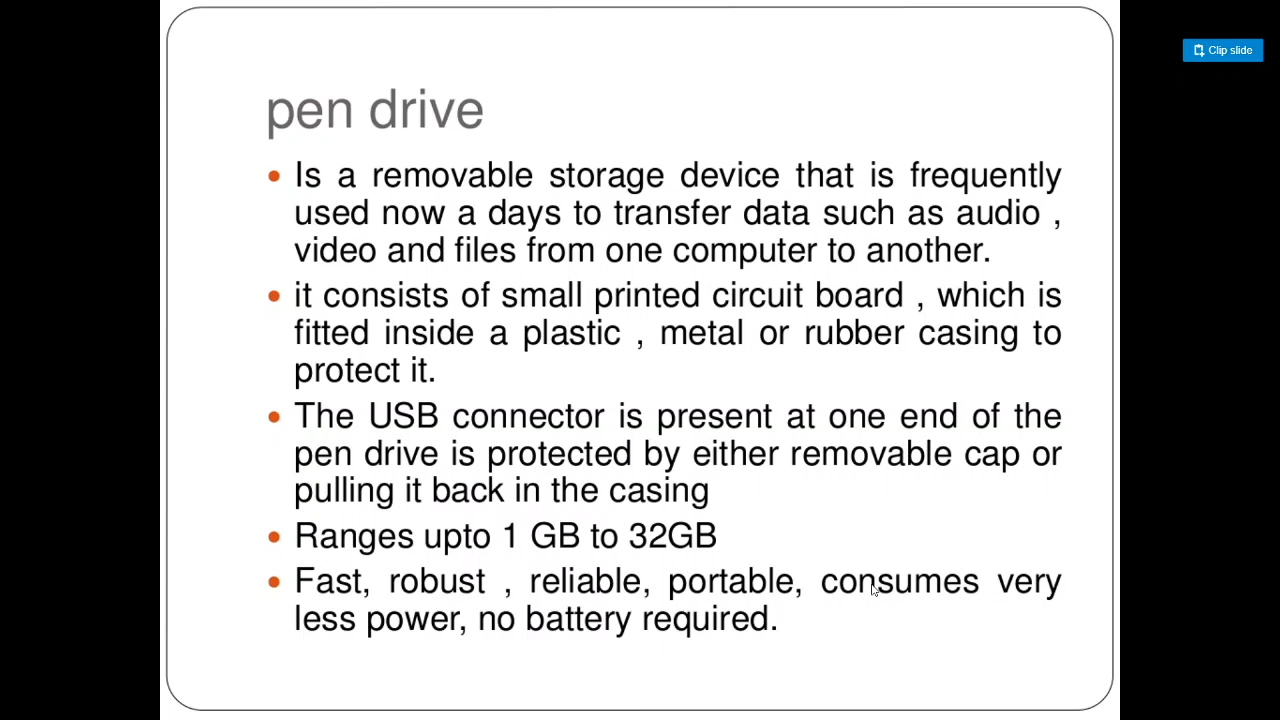 Clip slide
pen drive
• Is a removable storage device that is frequently
used now a days to transfer data such as audio ,
video and files from one computer to another.
• it consists of small printed circuit board , which is
fitted inside a plastic , metal or rubber casing to
protect it.
• The USB connector is present at one end of the
pen drive is protected by either removable cap or
pulling it back in the casing
• Ranges upto 1 GB to 32GB
• Fast, robust , reliable, portable, consumes very
less power, no battery required.